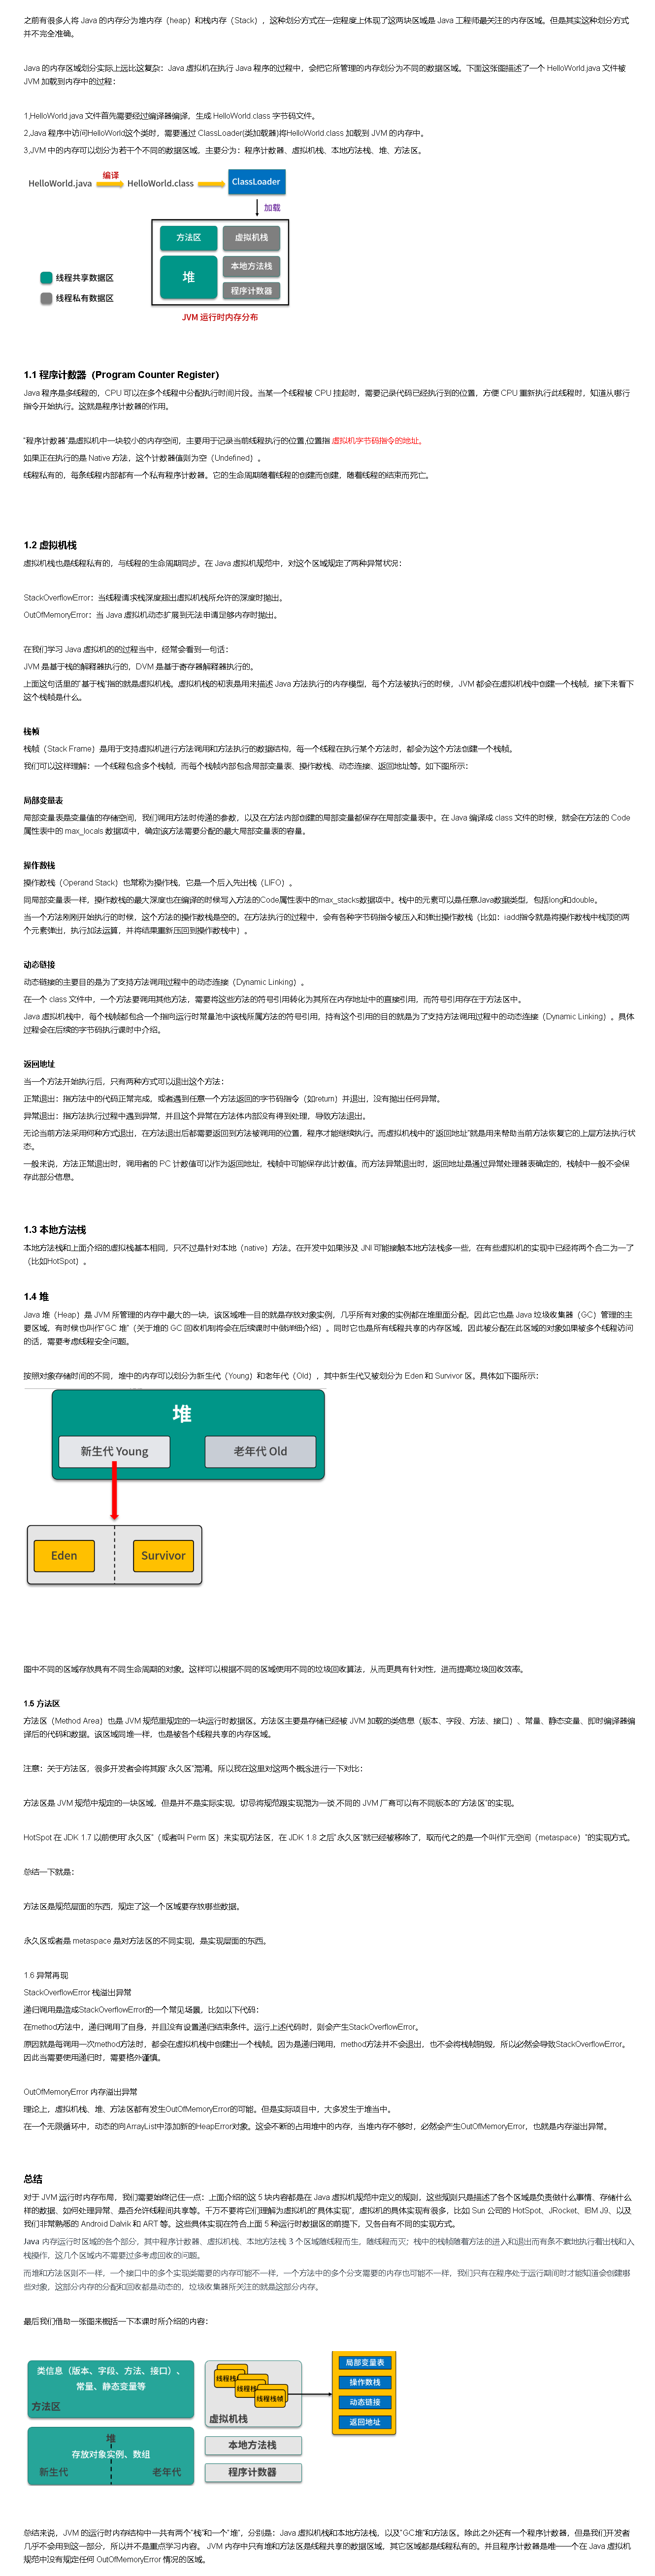 之前有很多人将 Java 的内存分为堆内存（heap）和栈内存（Stack），这种划分方式在一定程度上体现了这两块区域是 Java 工程师最关注的内存区域。但是其实这种划分方式
并不完全准确。
Java 的内存区域划分实际上远比这复杂：Java 虚拟机在执行 Java 程序的过程中，会把它所管理的内存划分为不同的数据区域。下面这张图描述了一个 HelloWorld.java 文件被
JVM 加载到内存中的过程：
1,HelloWorld.java 文件首先需要经过编译器编译，生成 HelloWorld.class 字节码文件。
2,Java 程序中访问HelloWorld这个类时，需要通过 ClassLoader(类加载器)将HelloWorld.class 加载到 JVM 的内存中。
3,JVM 中的内存可以划分为若干个不同的数据区域，主要分为：程序计数器、虚拟机栈、本地方法栈、堆、方法区。
HelloWorld.java
编译
HelloWorld.class
ClassLoader
加载
方法区
虚拟机栈
堆
本地方法栈
程序计数器
线程共享数据区
线程私有数据区
JVM 运行时内存分布
1.1 程序计数器（Program Counter Register）
Java 程序是多线程的，CPU 可以在多个线程中分配执行时间片段。当某一个线程被 CPU 挂起时，需要记录代码已经执行到的位置，方便 CPU 重新执行此线程时，知道从哪行
指令开始执行。这就是程序计数器的作用。
"程序计数器"是虚拟机中一块较小的内存空间，主要用于记录当前线程执行的位置,位置指 虚拟机字节码指令的地址。
如果正在执行的是 Native 方法，这个计数器值则为空（Undefined）。
线程私有的，每条线程内部都有一个私有程序计数器。它的生命周期随着线程的创建而创建，随着线程的结束而死亡。
1.2 虚拟机栈
虚拟机栈也是线程私有的，与线程的生命周期同步。在 Java 虚拟机规范中，对这个区域规定了两种异常状况：
StackOverflowError：当线程请求栈深度超出虚拟机栈所允许的深度时抛出。
OutOfMemoryError：当 Java 虚拟机动态扩展到无法申请足够内存时抛出。
在我们学习 Java 虚拟机的的过程当中，经常会看到一句话：
JVM 是基于栈的解释器执行的，DVM 是基于寄存器解释器执行的。
上面这句话里的"基于栈"指的就是虚拟机栈。虚拟机栈的初衷是用来描述 Java 方法执行的内存模型，每个方法被执行的时候，JVM 都会在虚拟机栈中创建一个栈帧，接下来看下
这个栈帧是什么。
栈帧
栈帧（Stack Frame）是用于支持虚拟机进行方法调用和方法执行的数据结构，每一个线程在执行某个方法时，都会为这个方法创建一个栈帧。
我们可以这样理解：一个线程包含多个栈帧，而每个栈帧内部包含局部变量表、操作数栈、动态连接、返回地址等。如下图所示：
局部变量表
局部变量表是变量值的存储空间，我们调用方法时传递的参数，以及在方法内部创建的局部变量都保存在局部变量表中。在 Java 编译成 class 文件的时候，就会在方法的 Code
属性表中的 max_locals 数据项中，确定该方法需要分配的最大局部变量表的容量。
操作数栈
操作数栈（Operand Stack）也常称为操作栈，它是一个后入先出栈（LIFO）。
同局部变量表一样，操作数栈的最大深度也在编译的时候写入方法的Code属性表中的max_stacks数据项中。栈中的元素可以是任意Java数据类型，包括long和double。
当一个方法刚刚开始执行的时候，这个方法的操作数栈是空的。在方法执行的过程中，会有各种字节码指令被压入和弹出操作数栈（比如：iadd指令就是将操作数栈中栈顶的两
个元素弹出，执行加法运算，并将结果重新压回到操作数栈中）。
动态链接
动态链接的主要目的是为了支持方法调用过程中的动态连接（Dynamic Linking）。
在一个 class 文件中，一个方法要调用其他方法，需要将这些方法的符号引用转化为其所在内存地址中的直接引用，而符号引用存在于方法区中。
Java 虚拟机栈中，每个栈帧都包含一个指向运行时常量池中该栈所属方法的符号引用，持有这个引用的目的就是为了支持方法调用过程中的动态连接（Dynamic Linking）。具体
过程会在后续的字节码执行课时中介绍。
返回地址
当一个方法开始执行后，只有两种方式可以退出这个方法：
正常退出：指方法中的代码正常完成，或者遇到任意一个方法返回的字节码指令（如return）并退出，没有抛出任何异常。
异常退出：指方法执行过程中遇到异常，并且这个异常在方法体内部没有得到处理，导致方法退出。
无论当前方法采用何种方式退出，在方法退出后都需要返回到方法被调用的位置，程序才能继续执行。而虚拟机栈中的"返回地址"就是用来帮助当前方法恢复它的上层方法执行状
态。
一般来说，方法正常退出时，调用者的 PC 计数值可以作为返回地址，栈帧中可能保存此计数值。而方法异常退出时，返回地址是通过异常处理器表确定的，栈帧中一般不会保
存此部分信息。
1.3 本地方法栈
本地方法栈和上面介绍的虚拟栈基本相同，只不过是针对本地（native）方法。在开发中如果涉及 JNI 可能接触本地方法栈多一些，在有些虚拟机的实现中已经将两个合二为一了
（比如HotSpot）。
1.4 堆
Java 堆（Heap）是 JVM 所管理的内存中最大的一块，该区域唯一目的就是存放对象实例，几乎所有对象的实例都在堆里面分配，因此它也是 Java 垃圾收集器（GC）管理的主
要区域，有时候也叫作"GC 堆"（关于堆的 GC 回收机制将会在后续课时中做详细介绍）。同时它也是所有线程共享的内存区域，因此被分配在此区域的对象如果被多个线程访问
的话，需要考虑线程安全问题。
按照对象存储时间的不同，堆中的内存可以划分为新生代（Young）和老年代（Old），其中新生代又被划分为 Eden 和 Survivor 区。具体如下图所示：
堆
新生代 Young
老年代 Old
Eden
Survivor
图中不同的区域存放具有不同生命周期的对象。这样可以根据不同的区域使用不同的垃圾回收算法，从而更具有针对性，进而提高垃圾回收效率。
1.5 方法区
方法区（Method Area）也是 JVM 规范里规定的一块运行时数据区。方法区主要是存储已经被 JVM 加载的类信息（版本、字段、方法、接口）、常量、静态变量、即时编译器编
译后的代码和数据。该区域同堆一样，也是被各个线程共享的内存区域。
注意：关于方法区，很多开发者会将其跟"永久区"混淆。所以我在这里对这两个概念进行一下对比：
方法区是 JVM 规范中规定的一块区域，但是并不是实际实现，切忌将规范跟实现混为一谈,不同的 JVM 厂商可以有不同版本的"方法区"的实现。
HotSpot 在 JDK 1.7 以前使用"永久区"（或者叫 Perm 区）来实现方法区，在 JDK 1.8 之后"永久区"就已经被移除了，取而代之的是一个叫作"元空间（metaspace）"的实现方式。
总结一下就是：
方法区是规范层面的东西，规定了这一个区域要存放哪些数据。
永久区或者是 metaspace 是对方法区的不同实现，是实现层面的东西。
1.6 异常再现
StackOverflowError 栈溢出异常
递归调用是造成StackOverflowError的一个常见场景，比如以下代码：
在method方法中，递归调用了自身，并且没有设置递归结束条件。运行上述代码时，则会产生StackOverflowError。
原因就是每调用一次method方法时，都会在虚拟机栈中创建出一个栈帧。因为是递归调用，method方法并不会退出，也不会将栈帧销毁，所以必然会导致StackOverflowError。
因此当需要使用递归时，需要格外谨慎。
OutOfMemoryError 内存溢出异常
理论上，虚拟机栈、堆、方法区都有发生OutOfMemoryError的可能。但是实际项目中，大多发生于堆当中。
在一个无限循环中，动态的向ArrayList中添加新的HeapError对象。这会不断的占用堆中的内存，当堆内存不够时，必然会产生OutOfMemoryError，也就是内存溢出异常。
总结
对于 JVM 运行时内存布局，我们需要始终记住一点：上面介绍的这 5 块内容都是在 Java 虚拟机规范中定义的规则，这些规则只是描述了各个区域是负责做什么事情、存储什么
样的数据、如何处理异常、是否允许线程间共享等。千万不要将它们理解为虚拟机的"具体实现"，虚拟机的具体实现有很多，比如 Sun 公司的 HotSpot、JRocket、IBM J9、以及
我们非常熟悉的 Android Dalvik 和 ART 等。这些具体实现在符合上面 5 种运行时数据区的前提下，又各自有不同的实现方式。
Java 内存运行时区域的各个部分，其中程序计数器、虚拟机栈、本地方法栈 3 个区域随线程而生，随线程而灭；栈中的栈帧随着方法的进入和退出而有条不紊地执行着出栈和入
栈操作，这几个区域内不需要过多考虑回收的问题。
而堆和方法区则不一样，一个接口中的多个实现类需要的内存可能不一样，一个方法中的多个分支需要的内存也可能不一样，我们只有在程序处于运行期间时才能知道会创建哪
些对象，这部分内存的分配和回收都是动态的，垃圾收集器所关注的就是这部分内存。
最后我们借助一张图来概括一下本课时所介绍的内容：
类信息（版本、字段、方法、接口）、
常量、静态变量等
方法区
堆
存放对象实例、数组
新生代
老年代
线程栈
线程栈
线程栈帧
虚拟机栈
本地方法栈
程序计数器
局部变量表
操作数栈
动态链接
返回地址
总结来说，JVM 的运行时内存结构中一共有两个"栈"和一个"堆"，分别是：Java 虚拟机栈和本地方法栈，以及"GC堆"和方法区。除此之外还有一个程序计数器，但是我们开发者
几乎不会用到这一部分，所以并不是重点学习内容。 JVM 内存中只有堆和方法区是线程共享的数据区域，其它区域都是线程私有的。并且程序计数器是唯一一个在 Java 虚拟机
规范中没有规定任何 OutOfMemoryError 情况的区域。